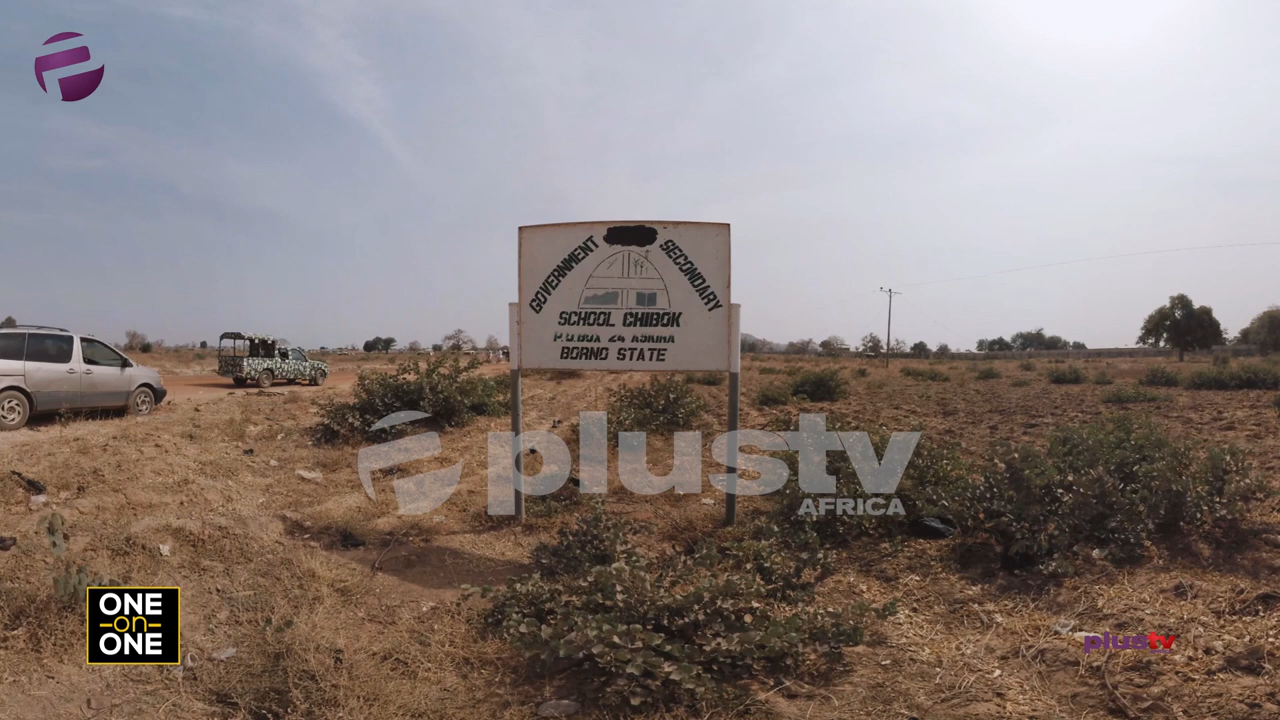 GOVERNMENT SECONDARY
SCHOOL CHIBOK
P.O.BOX 24 ASKIRA
BORNO STATE
plustv
AFRICA
ONE
on
ONE
plustv